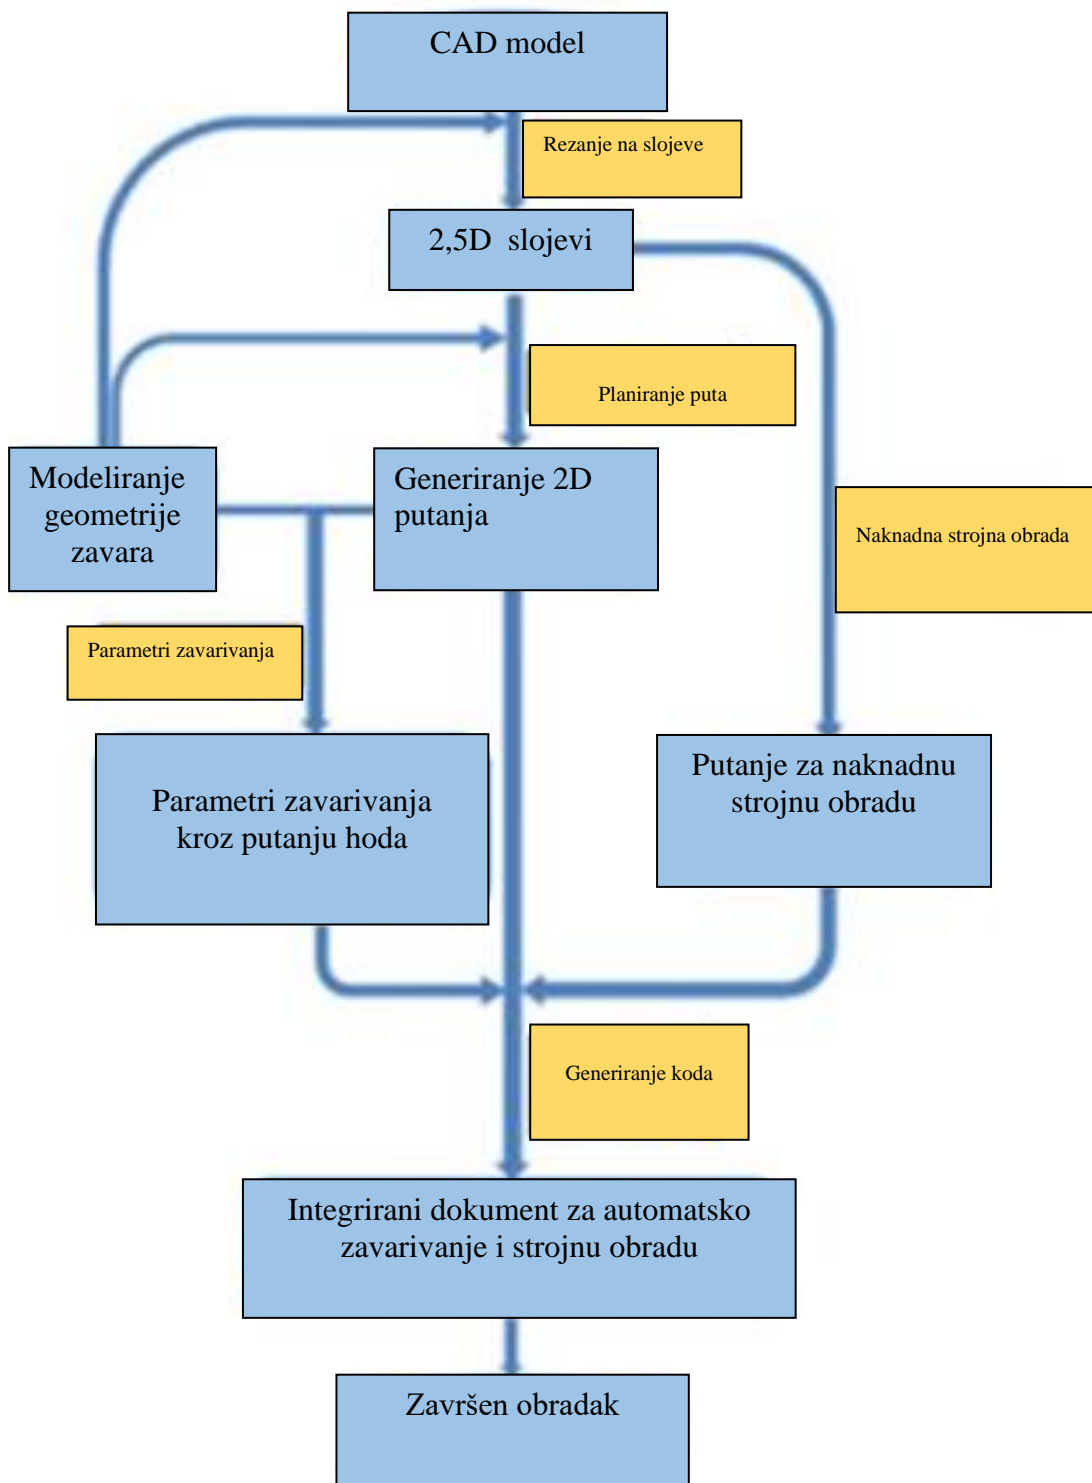 CAD model
Rezanje na slojeve
2,5D slojevi
Planiranje puta
Modeliranje
geometrije
zavara
Generiranje 2D
putanja
Naknadna strojna obrada
Parametri zavarivanja
Parametri zavarivanja
kroz putanju hoda
Putanje za naknadnu
strojnu obradu
Generiranje koda
Integrirani dokument za automatsko
zavarivanje i strojnu obradu
Završen obradak